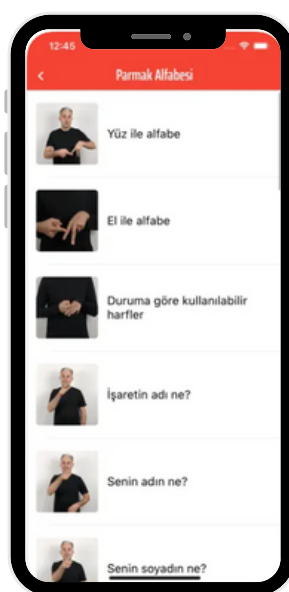 12:45
Parmak Alfabesi
Yüz ile alfabe
El ile alfabe
Duruma göre kullanılabilir
harfler
İşaretin adı ne?
Senin adın ne?
Senin soyadın ne?